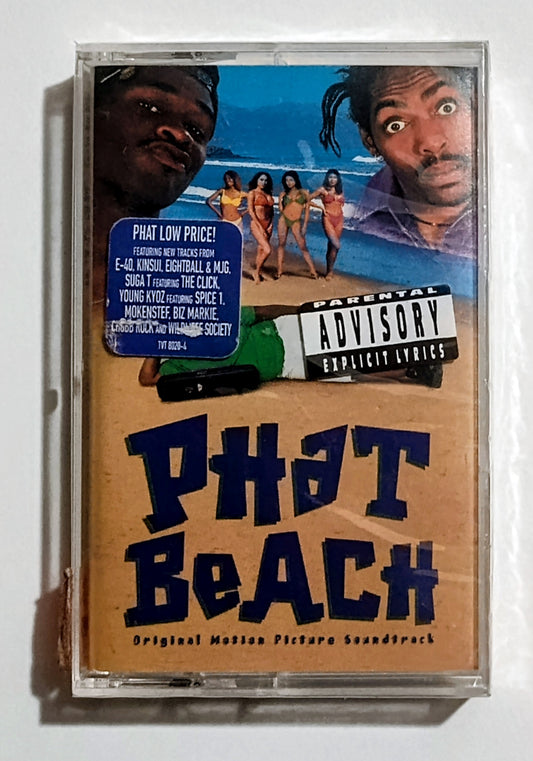 PHAT LOW PRICE!
FEATURING NEW TRACKS FROM
E-40, KINSUI, EIGHTBALL & MJG,
SUGA T FEATURING THE CLICK,
YOUNG KYOZ FEATURING SPICE 1,
MOKENSTEF, BIZ MARKIE,
CHUBB ROCK AND WILDLIFE SOCIETY
TVT 8020-4
PARENTAL
ADVISORY
EXPLICIT LYRICS
PHaT
BeACH
Original Motion Picture Soundtrack